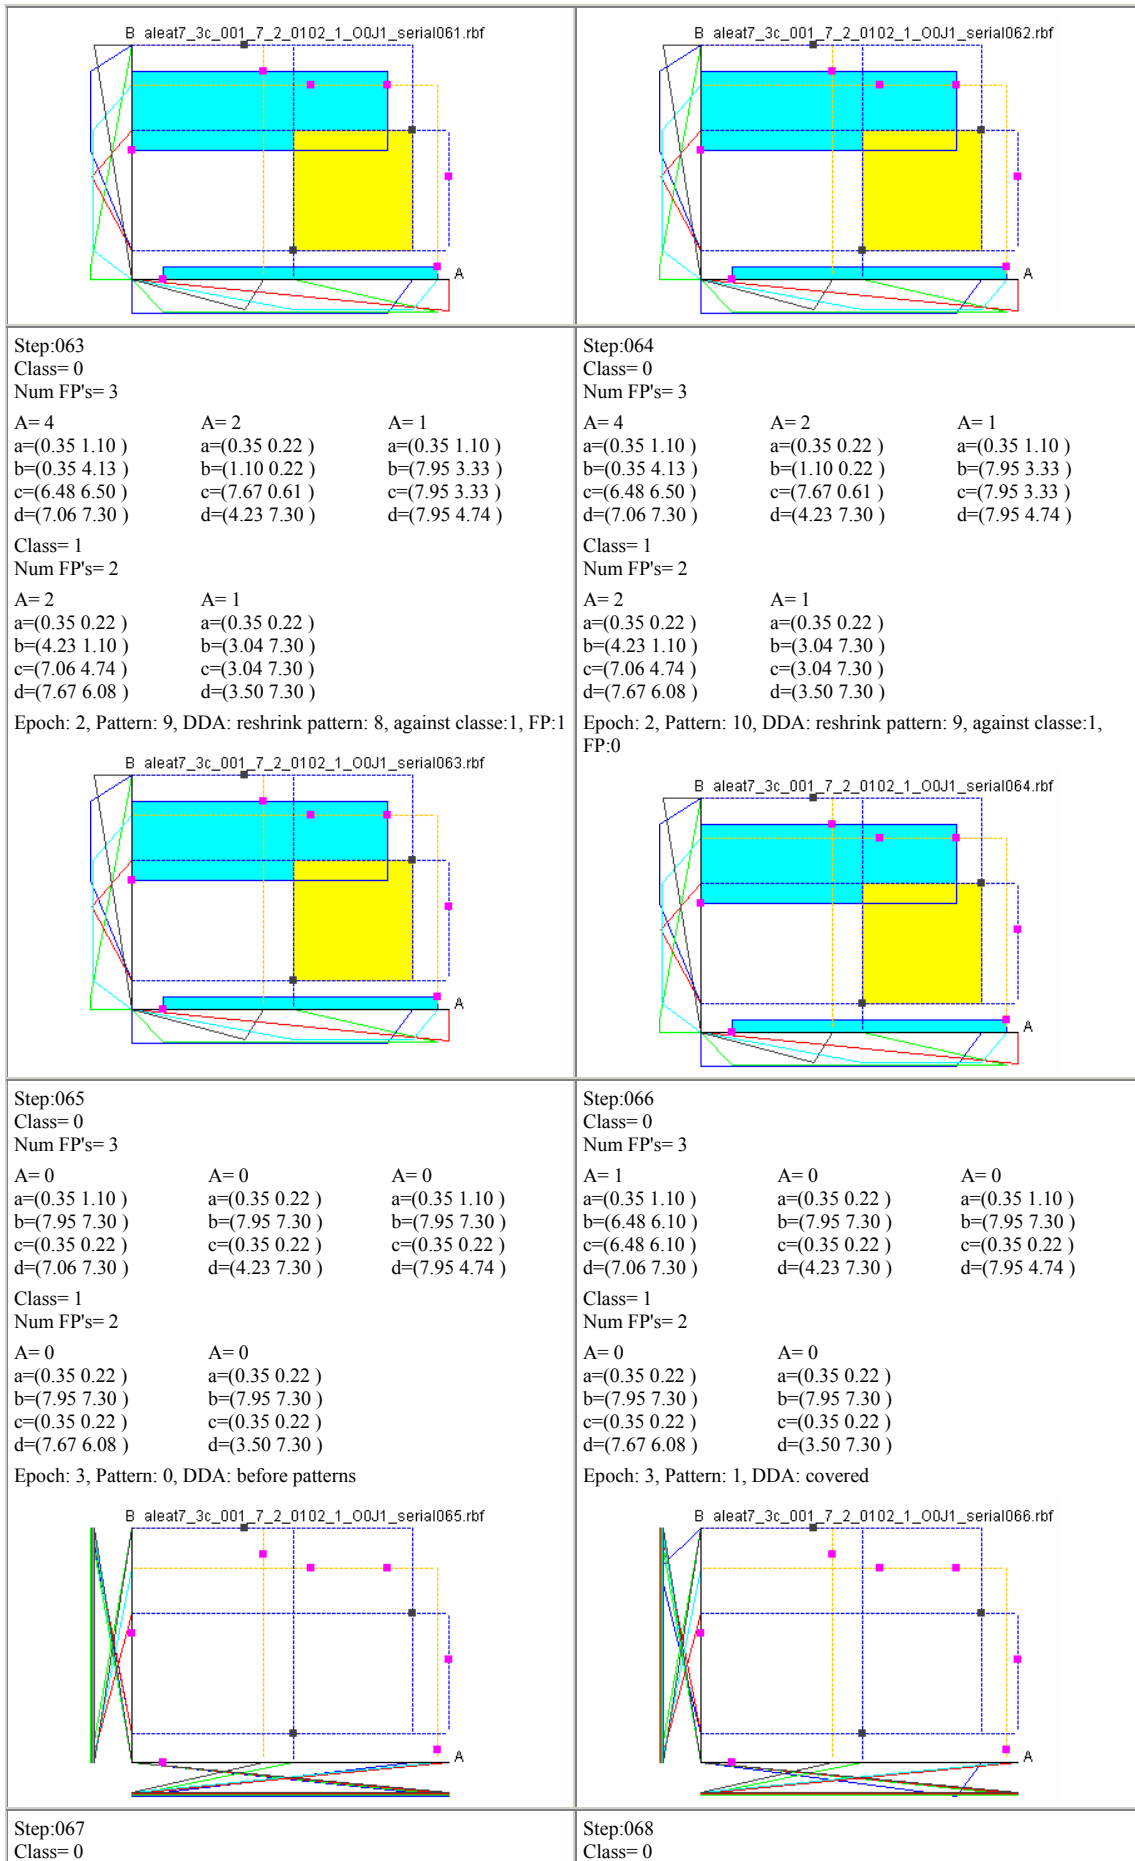 B aleat7_3c_001_7_2_0102_1_O0J1_serial061.rbf
A
B aleat7_3c_001_7_2_0102_1_O0J1_serial062.rbf
A
Step:063
Class= 0
Num FP's= 3
A= 4 A= 2 A= 1
a=(0.35 1.10 ) a=(0.35 0.22 ) a=(0.35 1.10 )
b=(0.35 4.13 ) b=(1.10 0.22 ) b=(7.95 3.33 )
c=(6.48 6.50 ) c=(7.67 0.61 ) c=(7.95 3.33 )
d=(7.06 7.30 ) d=(4.23 7.30 ) d=(7.95 4.74 )
Class= 1
Num FP's= 2
A= 2 A= 1
a=(0.35 0.22 ) a=(0.35 0.22 )
b=(4.23 1.10 ) b=(3.04 7.30 )
c=(7.06 4.74 ) c=(3.04 7.30 )
d=(7.67 6.08 ) d=(3.50 7.30 )
Epoch: 2, Pattern: 9, DDA: reshrink pattern: 8, against classe:1, FP:1
B aleat7_3c_001_7_2_0102_1_O0J1_serial063.rbf
A
Step:064
Class= 0
Num FP's= 3
A= 4 A= 2 A= 1
a=(0.35 1.10 ) a=(0.35 0.22 ) a=(0.35 1.10 )
b=(0.35 4.13 ) b=(1.10 0.22 ) b=(7.95 3.33 )
c=(6.48 6.50 ) c=(7.67 0.61 ) c=(7.95 3.33 )
d=(7.06 7.30 ) d=(4.23 7.30 ) d=(7.95 4.74 )
Class= 1
Num FP's= 2
A= 2 A= 1
a=(0.35 0.22 ) a=(0.35 0.22 )
b=(4.23 1.10 ) b=(3.04 7.30 )
c=(7.06 4.74 ) c=(3.04 7.30 )
d=(7.67 6.08 ) d=(3.50 7.30 )
Epoch: 2, Pattern: 10, DDA: reshrink pattern: 9, against classe:1,
FP:0
B aleat7_3c_001_7_2_0102_1_O0J1_serial064.rbf
A
Step:065
Class= 0
Num FP's= 3
A= 0 A= 0 A= 0
a=(0.35 1.10 ) a=(0.35 0.22 ) a=(0.35 1.10 )
b=(7.95 7.30 ) b=(7.95 7.30 ) b=(7.95 7.30 )
c=(0.35 0.22 ) c=(0.35 0.22 ) c=(0.35 0.22 )
d=(7.06 7.30 ) d=(4.23 7.30 ) d=(7.95 4.74 )
Class= 1
Num FP's= 2
A= 0 A= 0
a=(0.35 0.22 ) a=(0.35 0.22 )
b=(7.95 7.30 ) b=(7.95 7.30 )
c=(0.35 0.22 ) c=(0.35 0.22 )
d=(7.67 6.08 ) d=(3.50 7.30 )
Epoch: 3, Pattern: 0, DDA: before patterns
B aleat7_3c_001_7_2_0102_1_O0J1_serial065.rbf
A
Step:066
Class= 0
Num FP's= 3
A= 1 A= 0 A= 0
a=(0.35 1.10 ) a=(0.35 0.22 ) a=(0.35 1.10 )
b=(6.48 6.10 ) b=(7.95 7.30 ) b=(7.95 7.30 )
c=(6.48 6.10 ) c=(0.35 0.22 ) c=(0.35 0.22 )
d=(7.06 7.30 ) d=(4.23 7.30 ) d=(7.95 4.74 )
Class= 1
Num FP's= 2
A= 0 A= 0
a=(0.35 0.22 ) a=(0.35 0.22 )
b=(7.95 7.30 ) b=(7.95 7.30 )
c=(0.35 0.22 ) c=(0.35 0.22 )
d=(7.67 6.08 ) d=(3.50 7.30 )
Epoch: 3, Pattern: 1, DDA: covered
B aleat7_3c_001_7_2_0102_1_O0J1_serial066.rbf
A
Step:067
Class= 0
Step:068
Class= 0